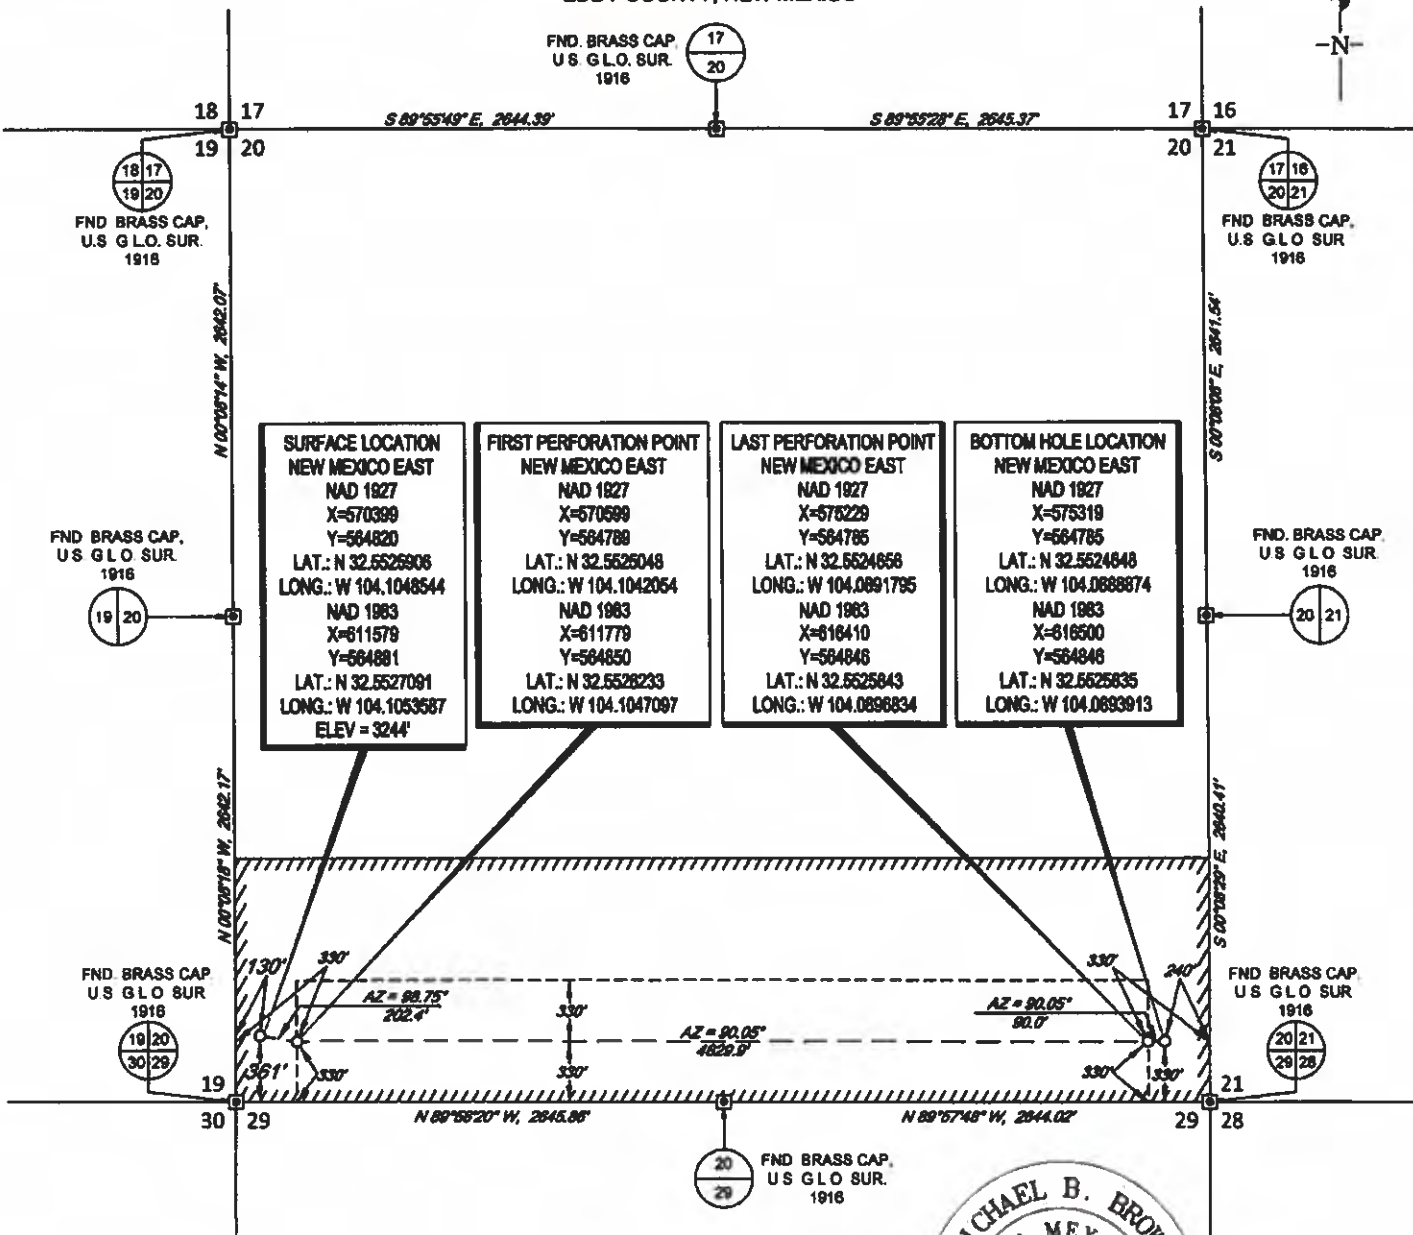 FND. BRASS CAP,
U S G L.O. SUR.
1916
17
20
-N-
18 17
19 20
S 89°55'49" E, 2644.39'
S 89°55'28" E, 2645.37'
17 16
20 21
18 17
19 20
FND BRASS CAP,
U.S G L.O. SUR.
1916
17 16
20 21
FND BRASS CAP,
U.S G L O SUR
1916
N 00°08'14" W, 2642.07'
S 00°08'08" E, 2641.54'
SURFACE LOCATION
NEW MEXICO EAST
NAD 1927
X=570399
Y=564820
LAT.: N 32.5525906
LONG.: W 104.1048544
NAD 1983
X=611579
Y=564881
LAT.: N 32.5527091
LONG.: W 104.1053587
ELEV = 3244'
FIRST PERFORATION POINT
NEW MEXICO EAST
NAD 1927
X=570599
Y=564789
LAT.: N 32.5525048
LONG.: W 104.1042054
NAD 1983
X=611779
Y=564850
LAT.: N 32.5526233
LONG.: W 104.1047097
LAST PERFORATION POINT
NEW MEXICO EAST
NAD 1927
X=575229
Y=564785
LAT.: N 32.5524656
LONG.: W 104.0891795
NAD 1983
X=616410
Y=564846
LAT.: N 32.5525843
LONG.: W 104.0896834
BOTTOM HOLE LOCATION
NEW MEXICO EAST
NAD 1927
X=575319
Y=564785
LAT.: N 32.5524648
LONG.: W 104.0888874
NAD 1983
X=616500
Y=564846
LAT.: N 32.5525835
LONG.: W 104.0893913
FND BRASS CAP,
U S G L O SUR.
1916
19 20
FND. BRASS CAP,
U S G L O SUR.
1916
20 21
N 00°08'18" W, 2642.17'
S 00°08'29" E, 2640.41'
FND BRASS CAP
U S G L O SUR
1916
19 20
30 29
130'
330'
AZ = 98.75°
202.4'
330'
AZ = 90.05°
4629.9'
AZ = 90.05°
90.0'
330'
240'
361'
330'
330'
330'
330'
FND BRASS CAP
U S G L O SUR
1916
20 21
29 28
19
30 29
N 89°56'20" W, 2645.86'
N 89°57'48" W, 2644.02'
21
29 28
20
29
FND BRASS CAP,
U S G L O SUR.
1916